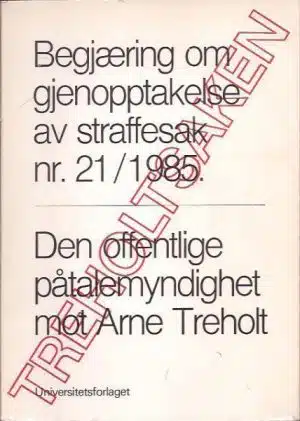 Begjæring om
gjenopptakelse
av straffesak
nr. 21/1985.
Den offentlige
påtalemyndighet
mot Arne Treholt
TREHOLTSAKEN
Universitetsforlaget